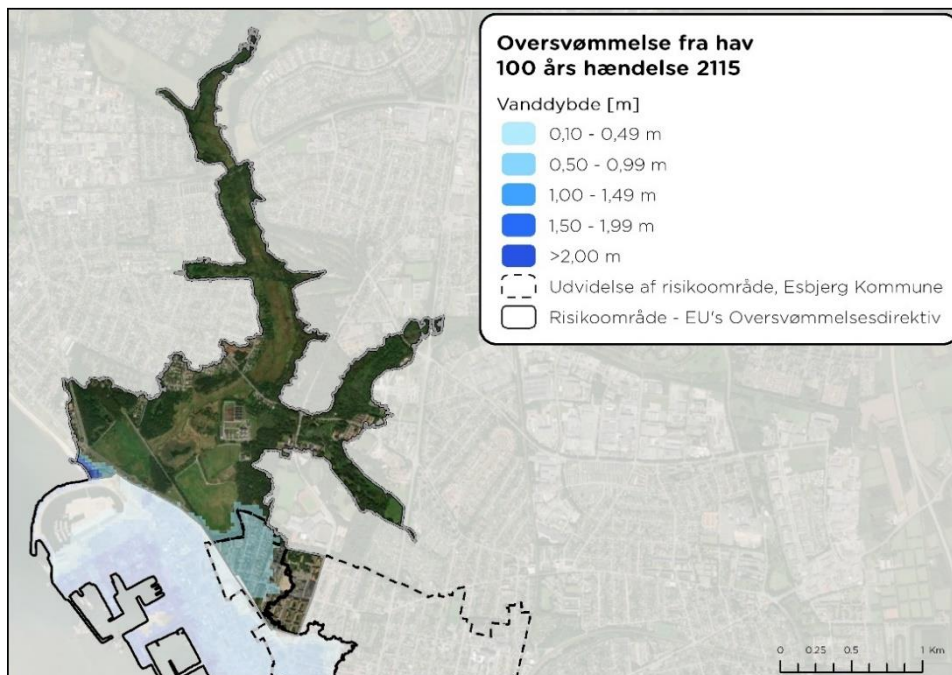 Oversvømmelse fra hav
100 års hændelse 2115
Vanddybde [m]
0,10 - 0,49 m
0,50 - 0,99 m
1,00 - 1,49 m
1,50 - 1,99 m
>2,00 m
Udvidelse af risikoområde, Esbjerg Kommune
Risikoområde - EU's Oversvømmelsesdirektiv
0 0.25 0.5 1 Km